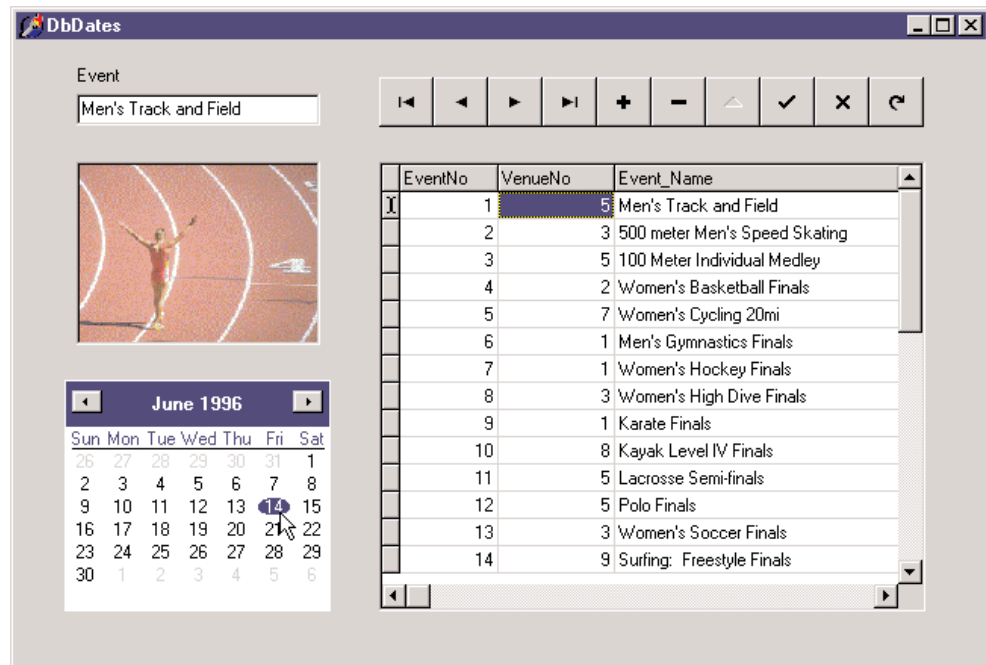 DbDates
Event
Men's Track and Field
EventNo VenueNo Event_Name
1 5 Men's Track and Field
2 3 500 meter Men's Speed Skating
3 5 100 Meter Individual Medley
4 2 Women's Basketball Finals
5 7 Women's Cycling 20mi
6 1 Men's Gymnastics Finals
7 1 Women's Hockey Finals
8 3 Women's High Dive Finals
9 1 Karate Finals
10 8 Kayak Level IV Finals
11 5 Lacrosse Semi-finals
12 5 Polo Finals
13 3 Women's Soccer Finals
14 9 Surfing: Freestyle Finals
June 1996
Sun Mon Tue Wed Thu Fri Sat
26 27 28 29 30 31 1
2 3 4 5 6 7 8
9 10 11 12 13 14 15
16 17 18 19 20 21 22
23 24 25 26 27 28 29
30 1 2 3 4 5 6